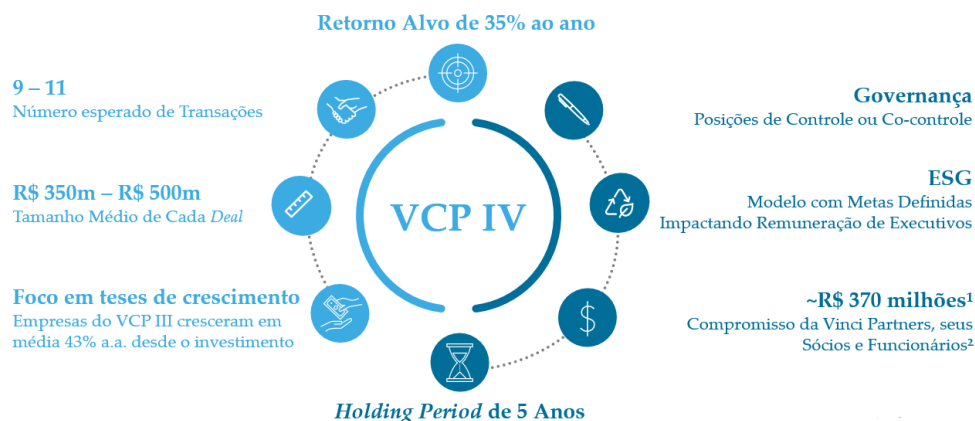 Retorno Alvo de 35% ao ano
9 – 11
Número esperado de Transações
R$ 350m – R$ 500m
Tamanho Médio de Cada Deal
Foco em teses de crescimento
Empresas do VCP III cresceram em
média 43% a.a. desde o investimento
VCP IV
Governança
Posições de Controle ou Co-controle
ESG
Modelo com Metas Definidas
Impactando Remuneração de Executivos
~R$ 370 milhões¹
Compromisso da Vinci Partners, seus
Sócios e Funcionários²
$
Holding Period de 5 Anos